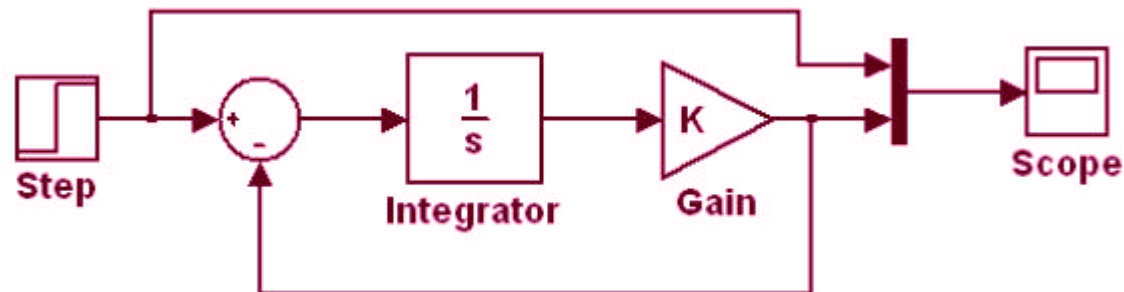 Step
+
-
1
s
Integrator
K
Gain
Scope